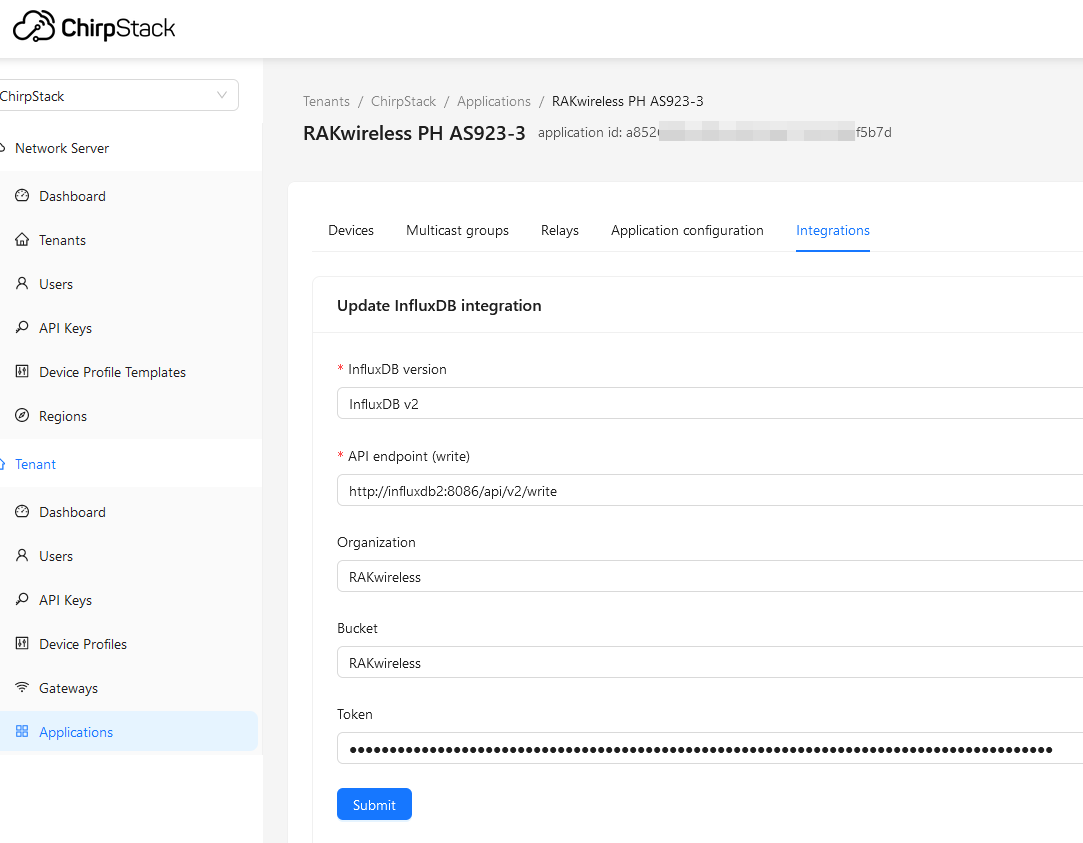 ChirpStack
ChirpStack
Network Server
Dashboard
Tenants
Users
API Keys
Device Profile Templates
Regions
Tenant
Dashboard
Users
API Keys
Device Profiles
Gateways
Applications
Tenants / ChirpStack / Applications / RAKwireless PH AS923-3
RAKwireless PH AS923-3 application id: a852 f5b7d
Devices Multicast groups Relays Application configuration Integrations
Update InfluxDB integration
* InfluxDB version
InfluxDB v2
* API endpoint (write)
http://influxdb2:8086/api/v2/write
Organization
RAKwireless
Bucket
RAKwireless
Token
Submit